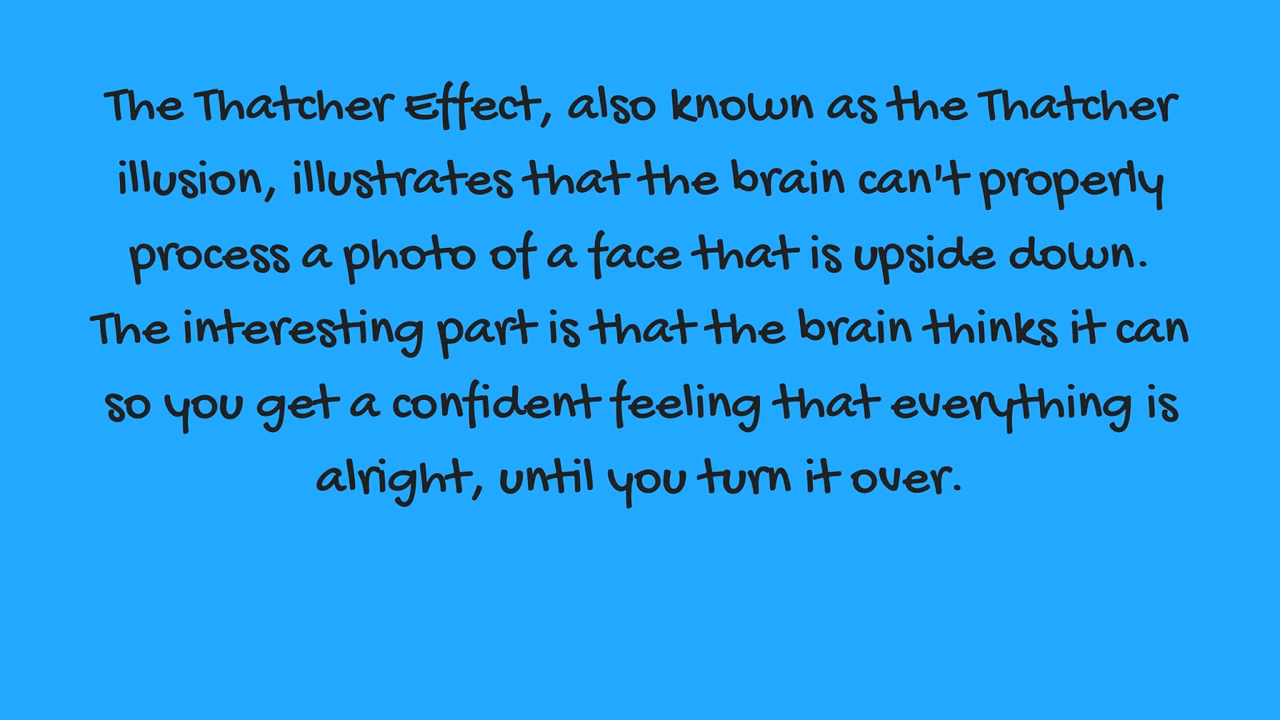 The Thatcher Effect, also known as the Thatcher
illusion, illustrates that the brain can't properly
process a photo of a face that is upside down.
The interesting part is that the brain thinks it can
so you get a confident feeling that everything is
alright, until you turn it over.